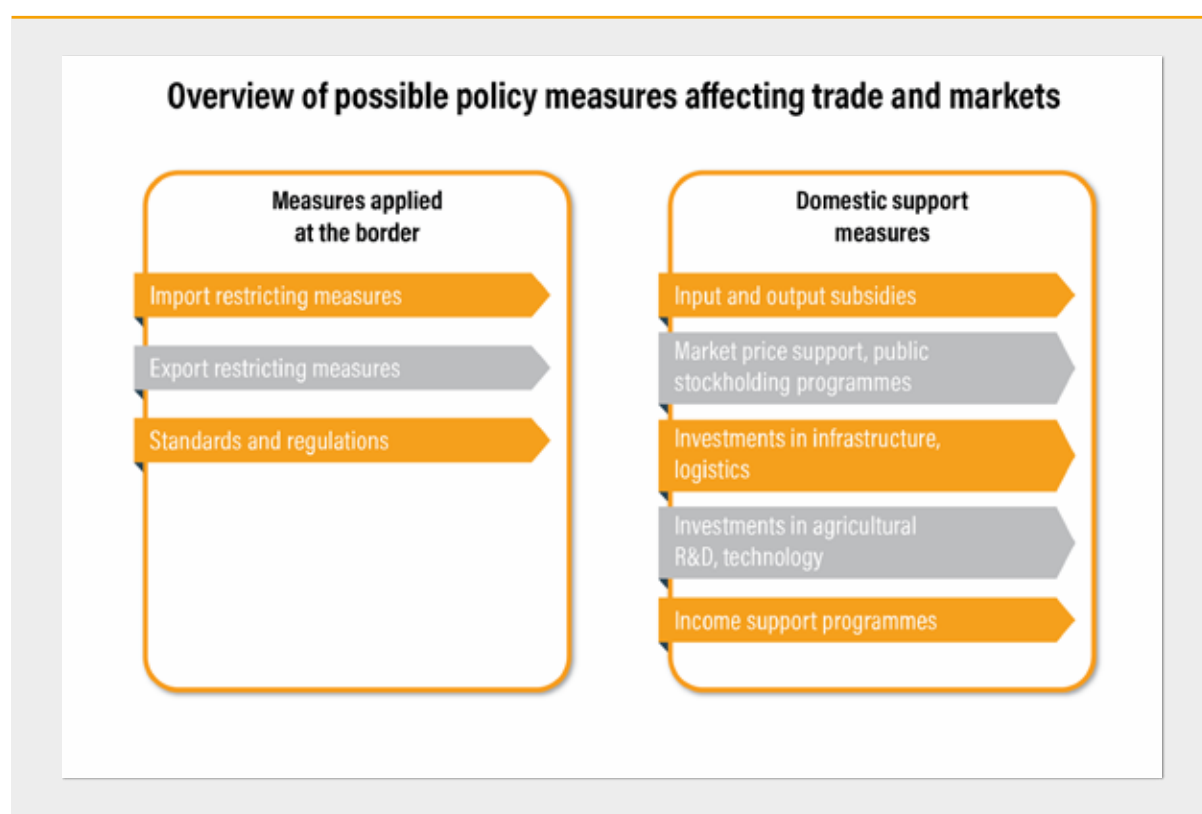 Overview of possible policy measures affecting trade and markets
Measures applied
at the border
Import restricting measures
Export restricting measures
Standards and regulations
Domestic support
measures
Input and output subsidies
Market price support, public
stockholding programmes
Investments in infrastructure,
logistics
Investments in agricultural
R&D, technology
Income support programmes